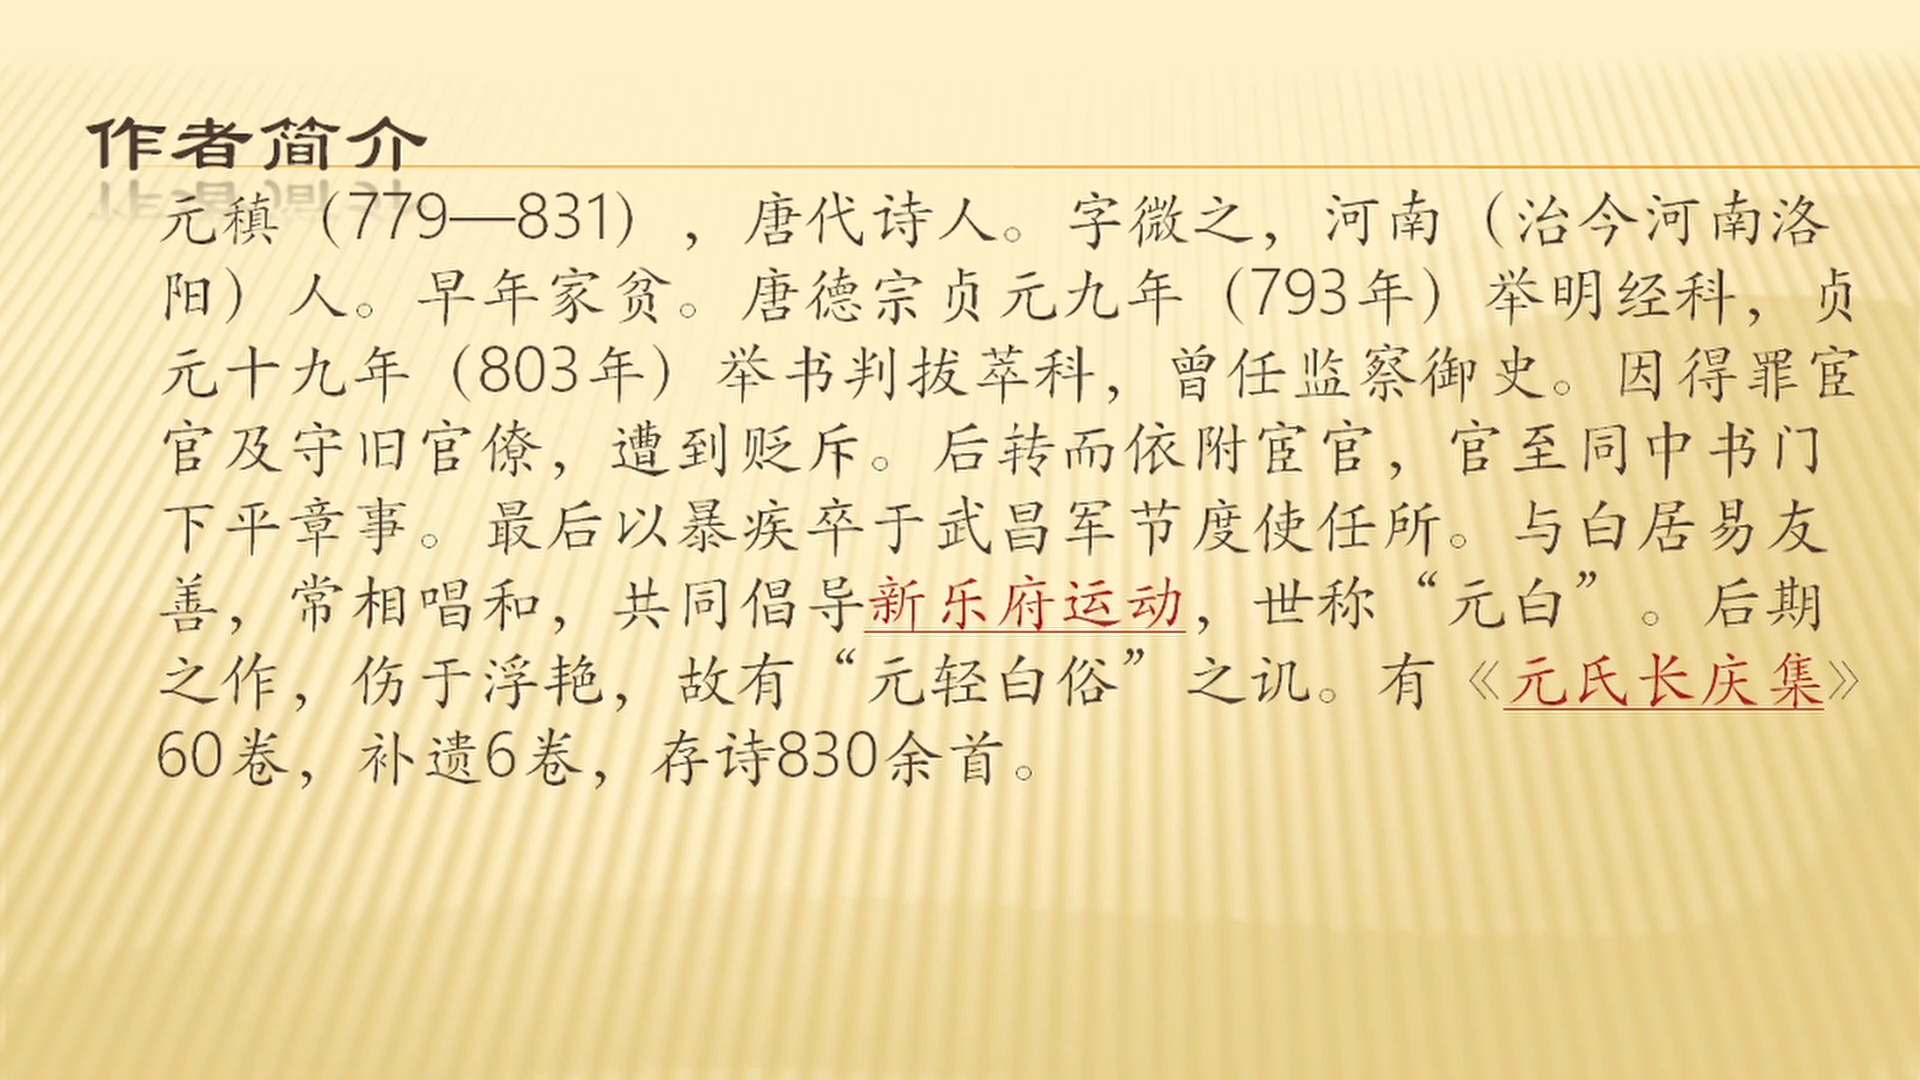 作者简介
元稹（779—831），唐代诗人。字微之，河南（治今河南洛
阳）人。早年家贫。唐德宗贞元九年（793年）举明经科，贞
元十九年（803年）举书判拔萃科，曾任监察御史。因得罪宦
官及守旧官僚，遭到贬斥。后转而依附宦官，官至同中书门
下平章事。最后以暴疾卒于武昌军节度使任所。与白居易友
善，常相唱和，共同倡导新乐府运动，世称“元白”。后期
之作，伤于浮艳，故有“元轻白俗”之讥。有《元氏长庆集》
60卷，补遗6卷，存诗830余首。